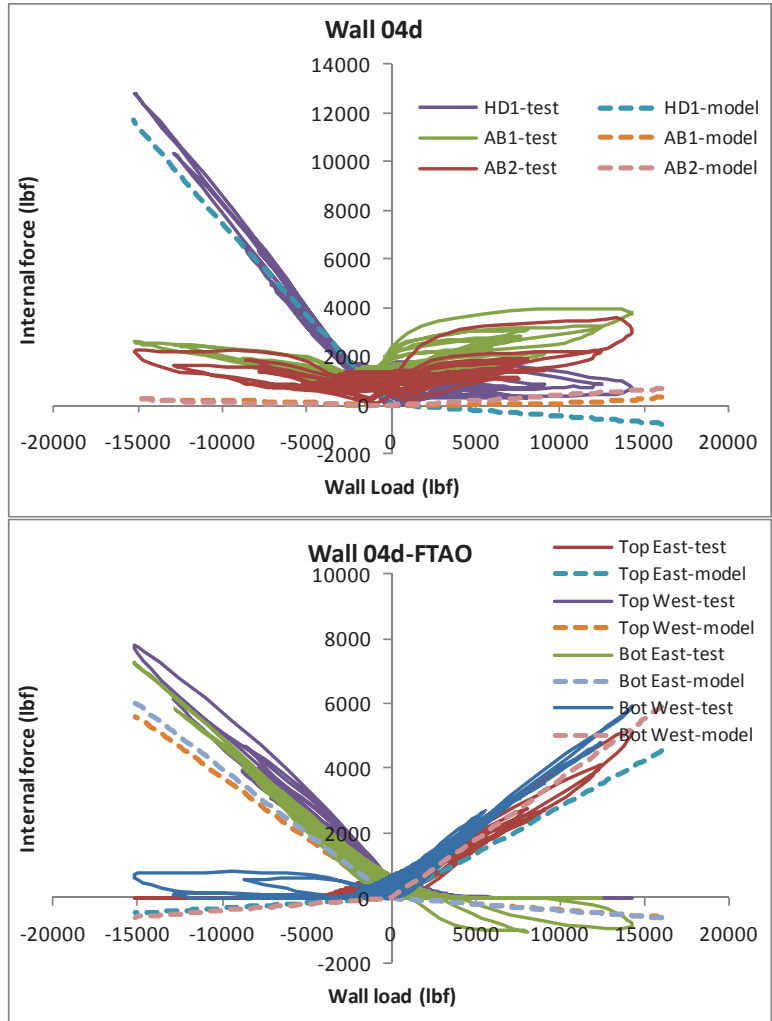 Wall 04d
14000
12000
10000
8000
6000
4000
2000
0
-2000
HD1-test
HD1-model
AB1-test
AB1-model
AB2-test
AB2-model
Internal force (lbf)
-20000 -15000 -10000 -5000 0 5000 10000 15000 20000
Wall Load (lbf)
Wall 04d-FTAO
10000
8000
6000
4000
2000
0
-2000
Top East-test
Top East-model
Top West-test
Top West-model
Bot East-test
Bot East-model
Bot West-test
Bot West-model
Internal force (lbf)
-20000 -15000 -10000 -5000 0 5000 10000 15000 20000
Wall load (lbf)